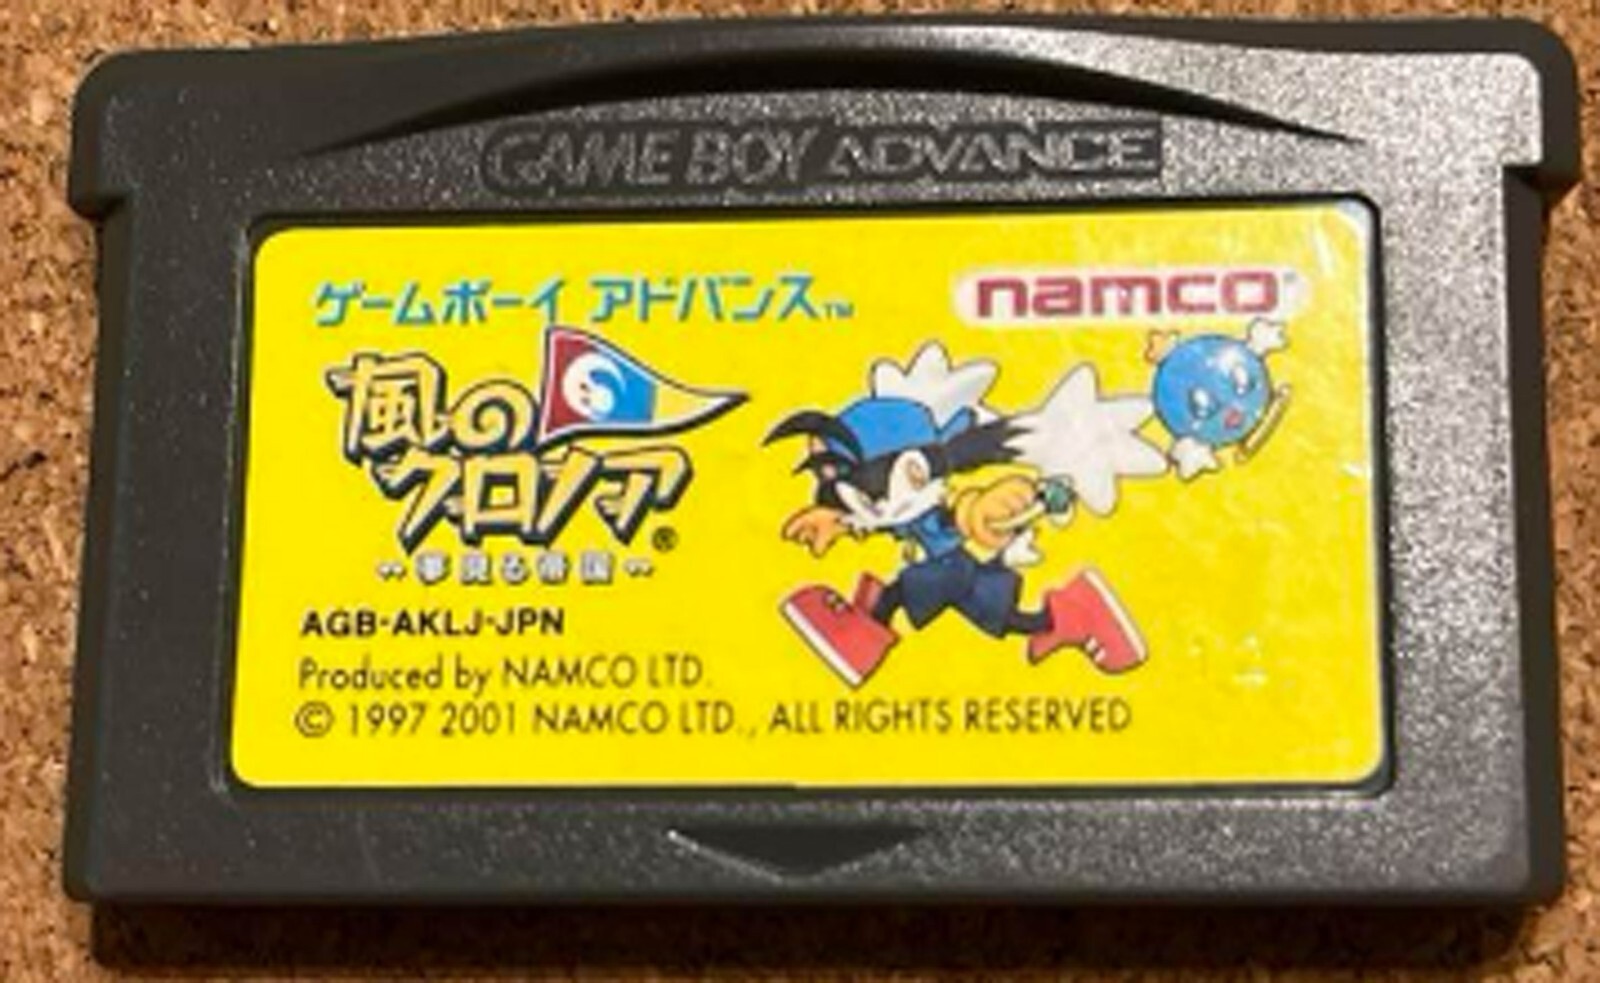 GAME BOY ADVANCE
ゲームボーイ アドバンス™
namco
風の
クロノア®
~夢見る帝国~
AGB-AKLJ-JPN
Produced by NAMCO LTD.
© 1997 2001 NAMCO LTD., ALL RIGHTS RESERVED